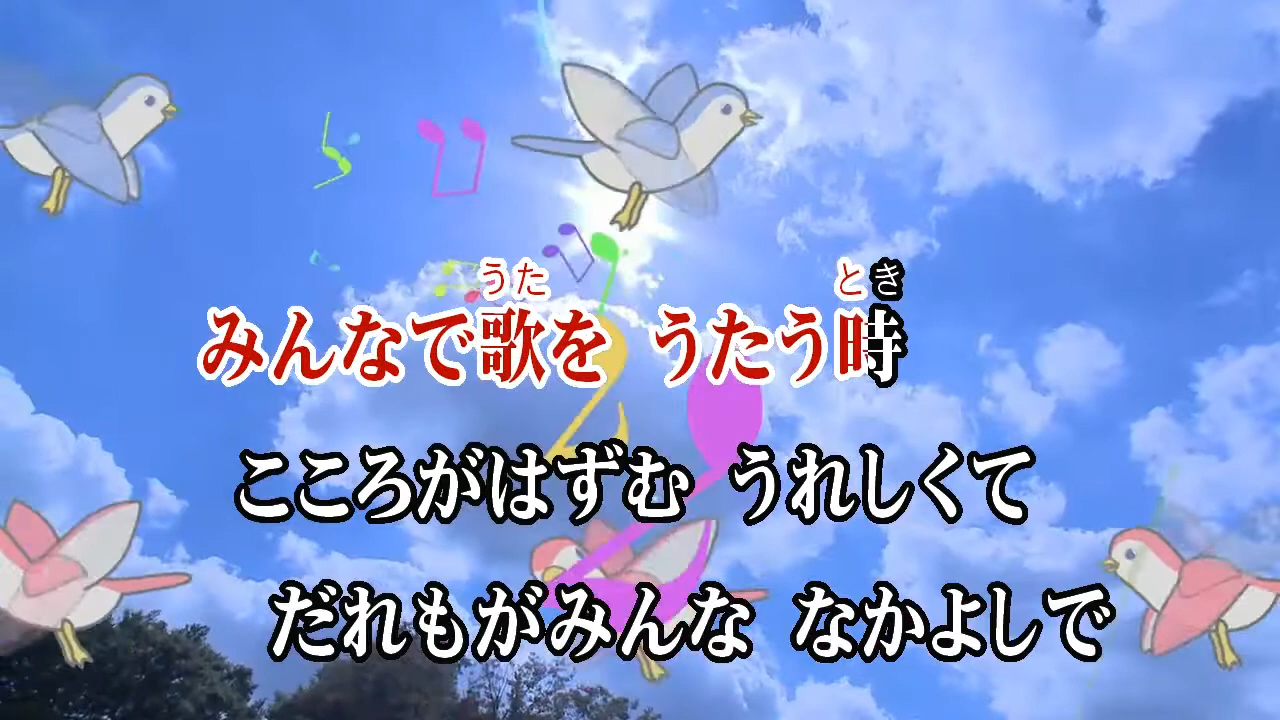 うた とき
みんなで歌を うたう時
こころがはずむ うれしくて
だれもがみんな なかよしで